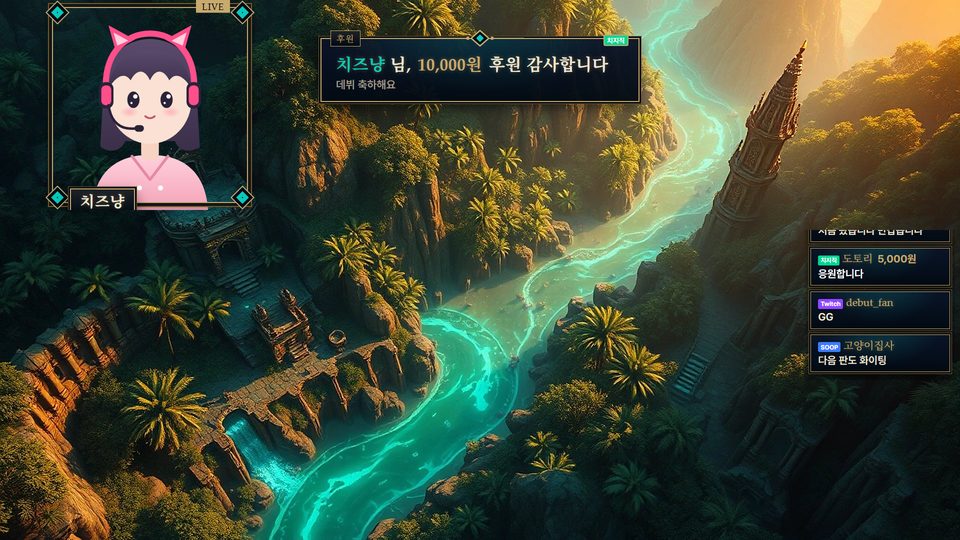 LIVE
치즈냥
후원
치지직
치즈냥 님, 10,000원 후원 감사합니다
데뷔 축하해요
치지직 도토리 5,000원
응원합니다
Twitch debut_fan
GG
SOOP 고양이집사
다음 판도 화이팅